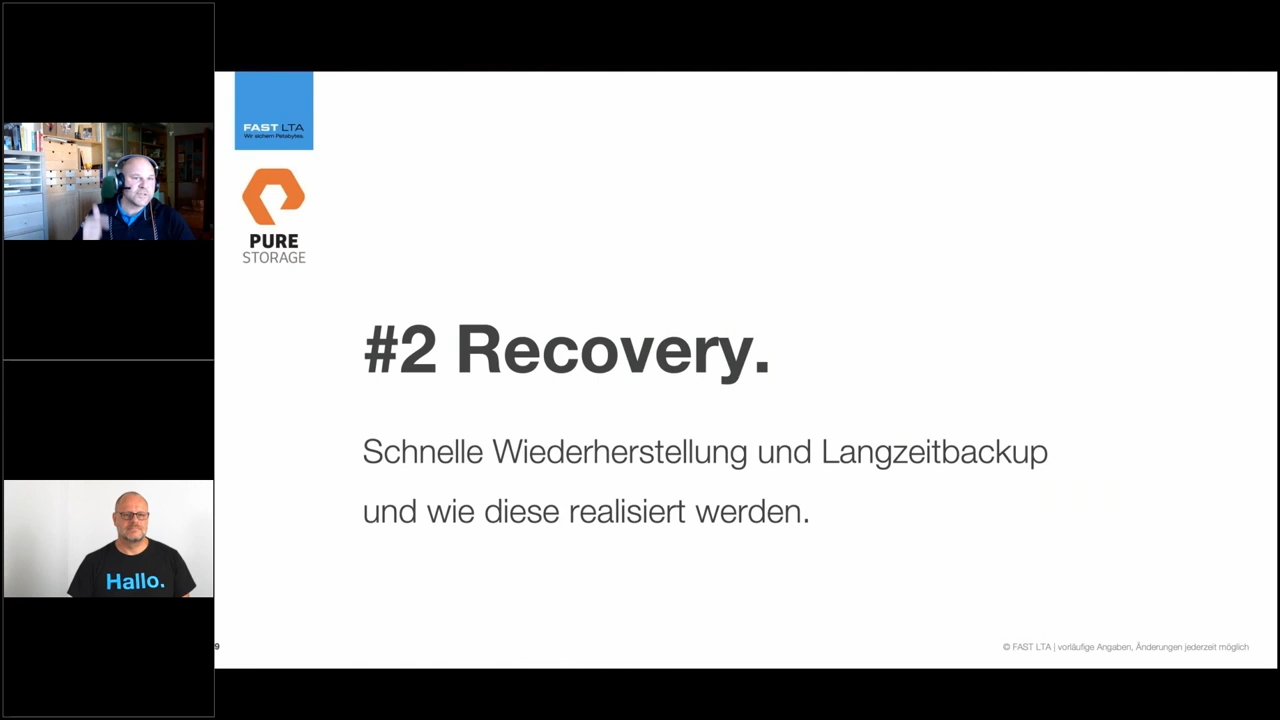 FAST LTA
Wir sichern Petabytes.
PURE
STORAGE
#2 Recovery.
Schnelle Wiederherstellung und Langzeitbackup
und wie diese realisiert werden.
Hallo.
9
© FAST LTA | vorläufige Angaben, Änderungen jederzeit möglich